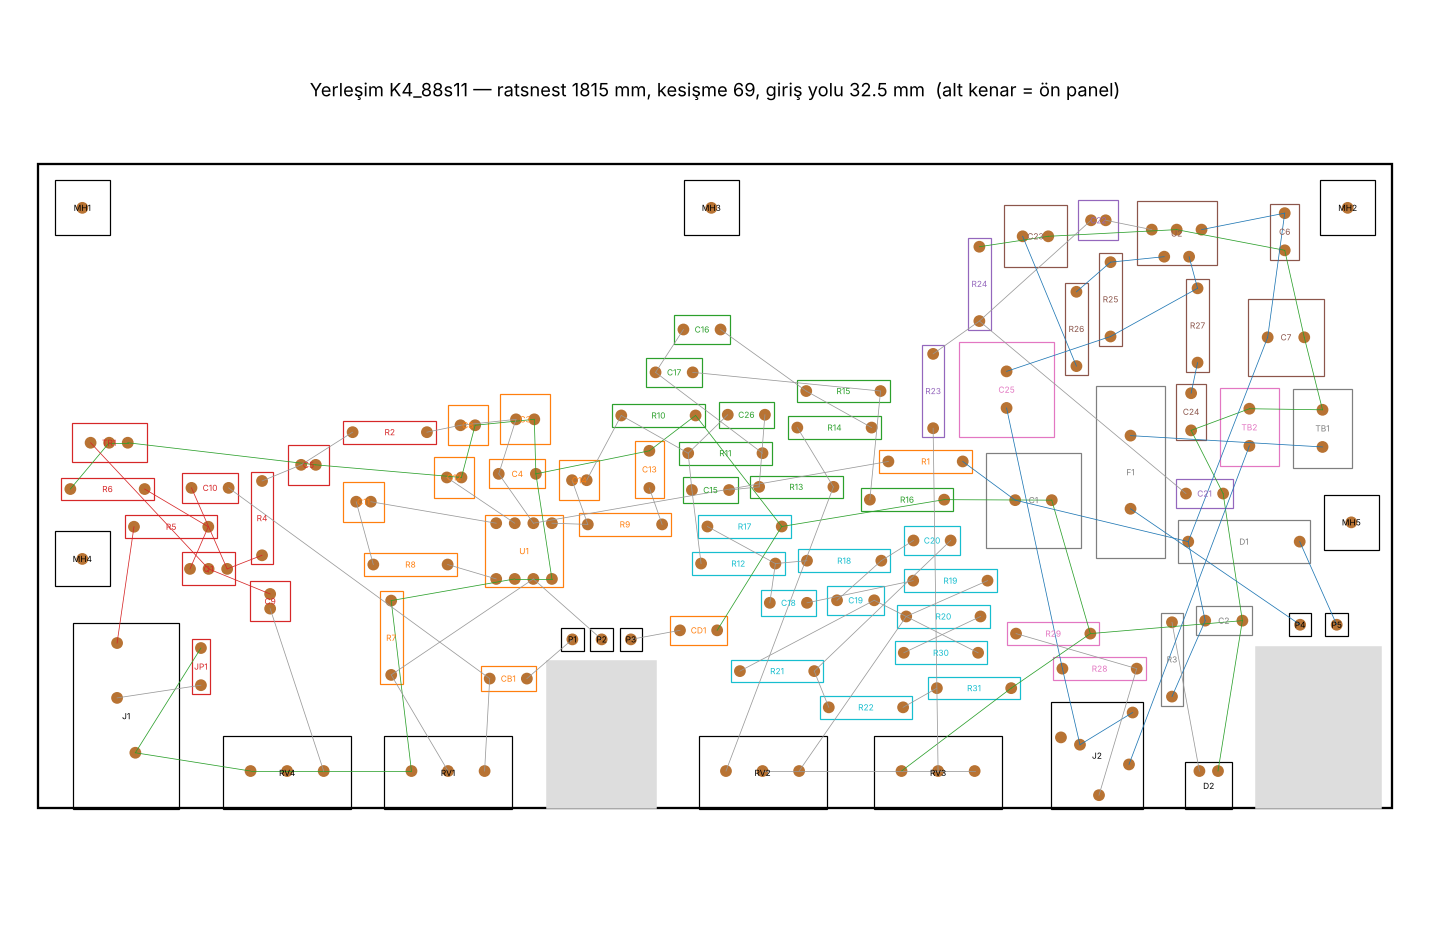 Yerleşim K4_88s11 — ratsnest 1815 mm, kesişme 69, giriş yolu 32.5 mm  (alt kenar = ön panel)
MH1
MH3
MH2
C6
R24
R25
R26
R27
C16
C7
C17
R23
C25
R15
C24
R10
C26
R14
TB2
TB1
R2
R11
R1
C4
C13
F1
R6
C10
C15
R13
C21
R16
C1
R4
R5
R9
R17
MH5
D1
C20
U1
MH4
R8
R12
R18
R19
C18
C19
R20
C2
P4
P5
CD1
R29
R7
P1
P2
P3
R30
R3
JP1
R21
R28
CB1
R31
R22
J1
J2
RV4
RV1
RV2
RV3
D2